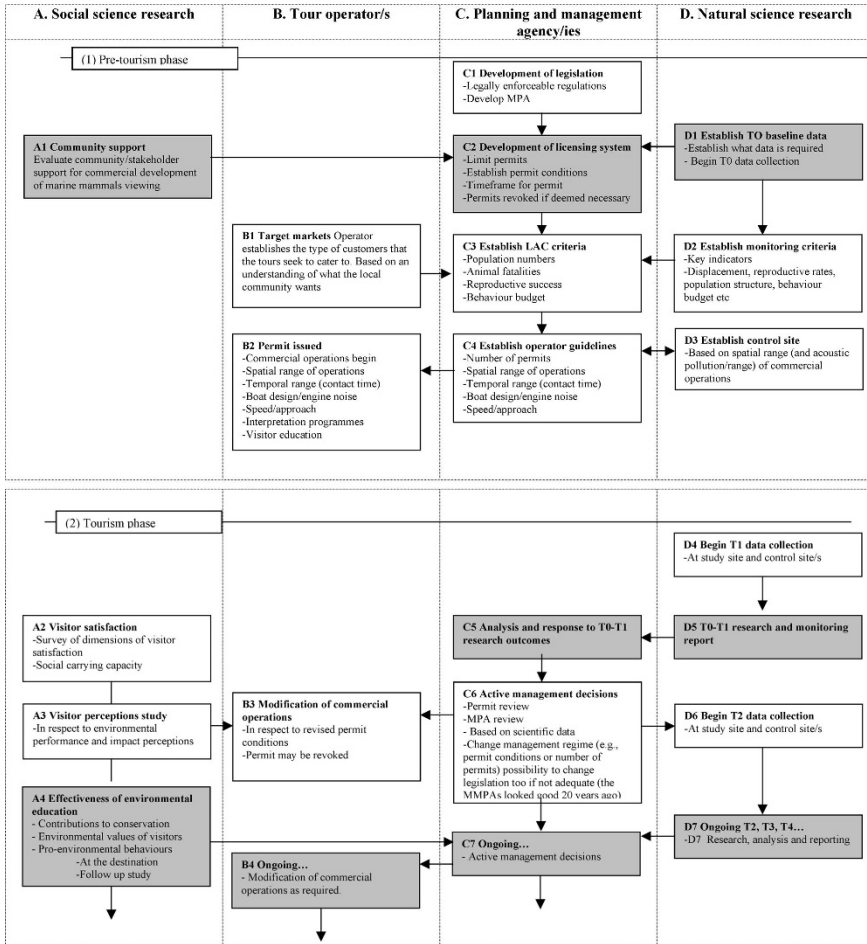 A. Social science research
B. Tour operator/s
C. Planning and management
agency/ies
D. Natural science research
(1) Pre-tourism phase
C1 Development of legislation
-Legally enforceable regulations
-Develop MPA
A1 Community support
Evaluate community/stakeholder
support for commercial development
of marine mammals viewing
C2 Development of licensing system
-Limit permits
-Establish permit conditions
-Timeframe for permit
-Permits revoked if deemed necessary
D1 Establish TO baseline data
-Establish what data is required
- Begin T0 data collection
B1 Target markets Operator
establishes the type of customers that
the tours seek to cater to. Based on an
understanding of what the local
community wants
C3 Establish LAC criteria
-Population numbers
-Animal fatalities
-Reproductive success
-Behaviour budget
D2 Establish monitoring criteria
-Key indicators
-Displacement, reproductive rates,
population structure, behaviour
budget etc
B2 Permit issued
-Commercial operations begin
-Spatial range of operations
-Temporal range (contact time)
-Boat design/engine noise
-Speed/approach
-Interpretation programmes
-Visitor education
C4 Establish operator guidelines
-Number of permits
-Spatial range of operations
-Temporal range (contact time)
-Boat design/engine noise
-Speed/approach
D3 Establish control site
-Based on spatial range (and acoustic
pollution/range) of commercial
operations
(2) Tourism phase
D4 Begin T1 data collection
-At study site and control site/s
A2 Visitor satisfaction
-Survey of dimensions of visitor
satisfaction
-Social carrying capacity
C5 Analysis and response to T0-T1
research outcomes
D5 T0-T1 research and monitoring
report
A3 Visitor perceptions study
-In respect to environmental
performance and impact perceptions
B3 Modification of commercial
operations
-In respect to revised permit
conditions
-Permit may be revoked
C6 Active management decisions
-Permit review
-MPA review
- Based on scientific data
-Change management regime (e.g.,
permit conditions or number of
permits) possibility to change
legislation too if not adequate (the
MMPAs looked good 20 years ago)
D6 Begin T2 data collection
-At study site and control site/s
A4 Effectiveness of environmental
education
- Contributions to conservation
- Environmental values of visitors
- Pro-environmental behaviours
-At the destination
-Follow up study
B4 Ongoing…
- Modification of commercial
operations as required.
C7 Ongoing…
- Active management decisions
D7 Ongoing T2, T3, T4…
-D7 Research, analysis and reporting